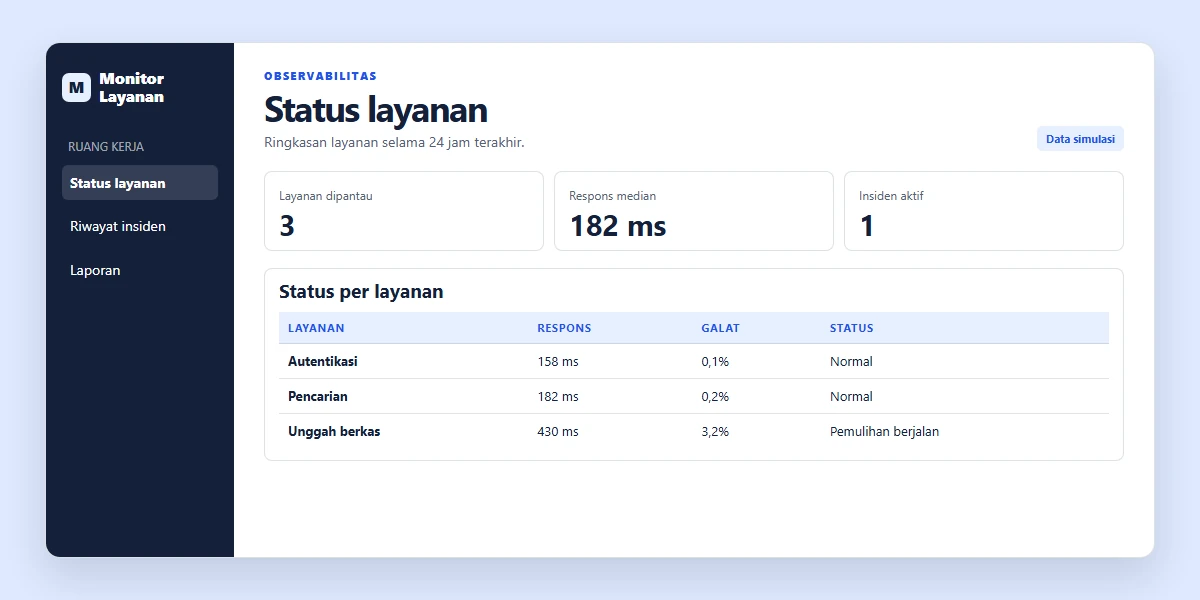 M
Monitor
Layanan
RUANG KERJA
Status layanan
Riwayat insiden
Laporan
OBSERVABILITAS
Status layanan
Ringkasan layanan selama 24 jam terakhir.
Data simulasi
Layanan dipantau
3
Respons median
182 ms
Insiden aktif
1
Status per layanan
LAYANAN RESPONS GALAT STATUS
Autentikasi 158 ms 0,1% Normal
Pencarian 182 ms 0,2% Normal
Unggah berkas 430 ms 3,2% Pemulihan berjalan